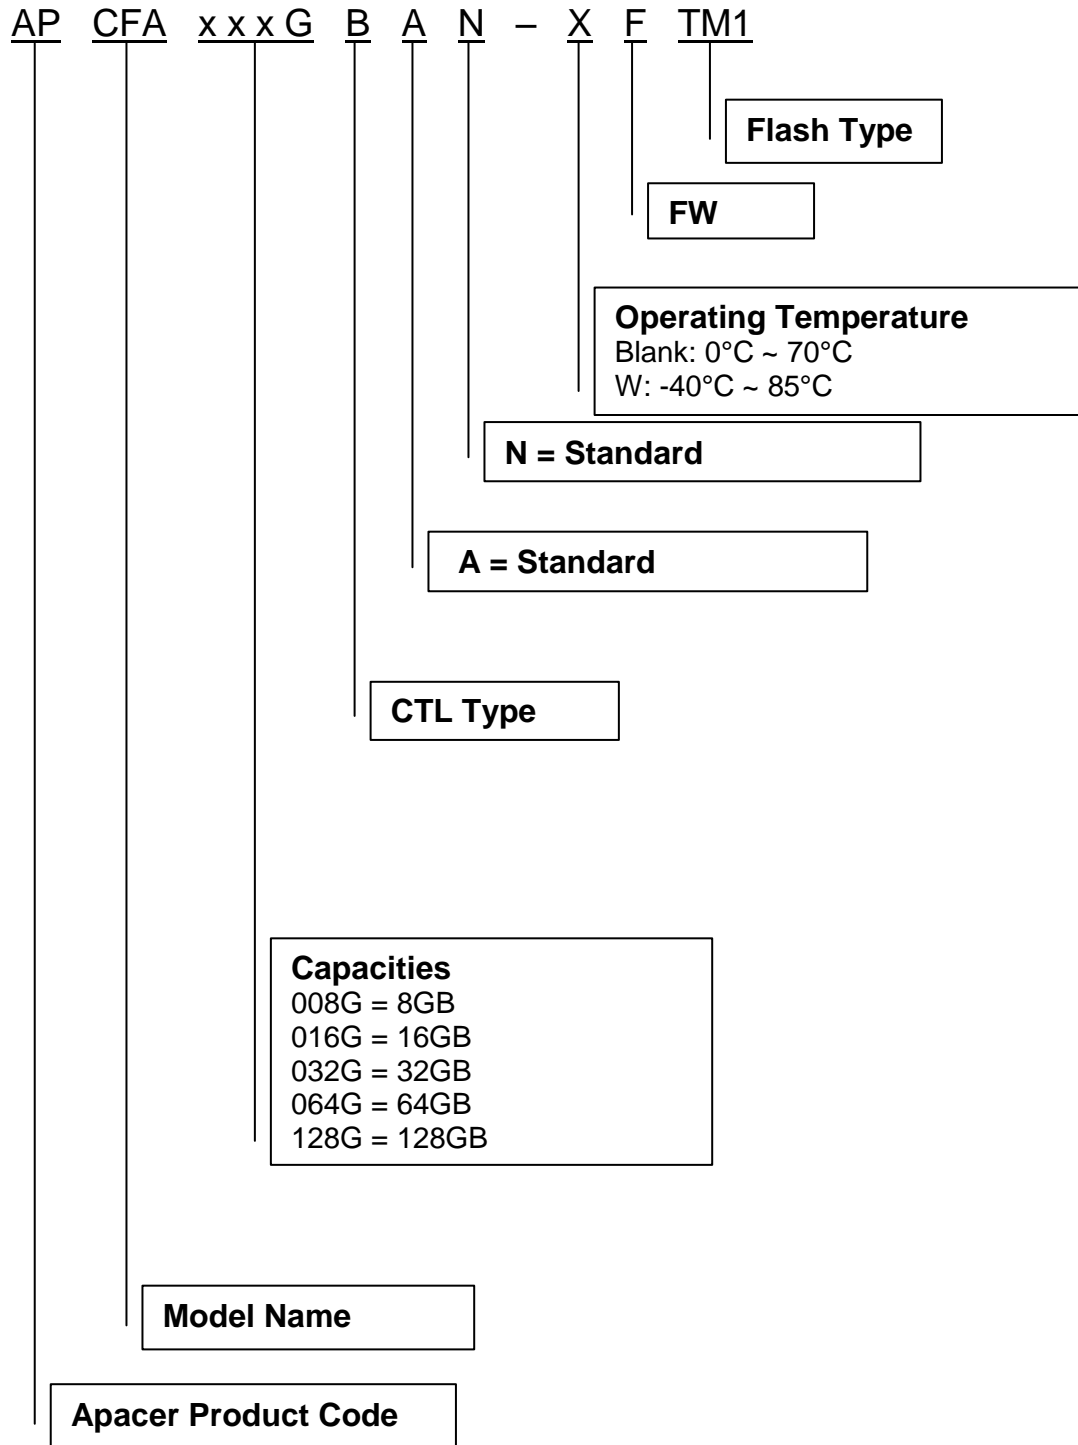 AP CFA x x x G B A N – X F TM1
Flash Type
FW
Operating Temperature
Blank: 0°C ~ 70°C
W: -40°C ~ 85°C
N = Standard
A = Standard
CTL Type
Capacities
008G = 8GB
016G = 16GB
032G = 32GB
064G = 64GB
128G = 128GB
Model Name
Apacer Product Code